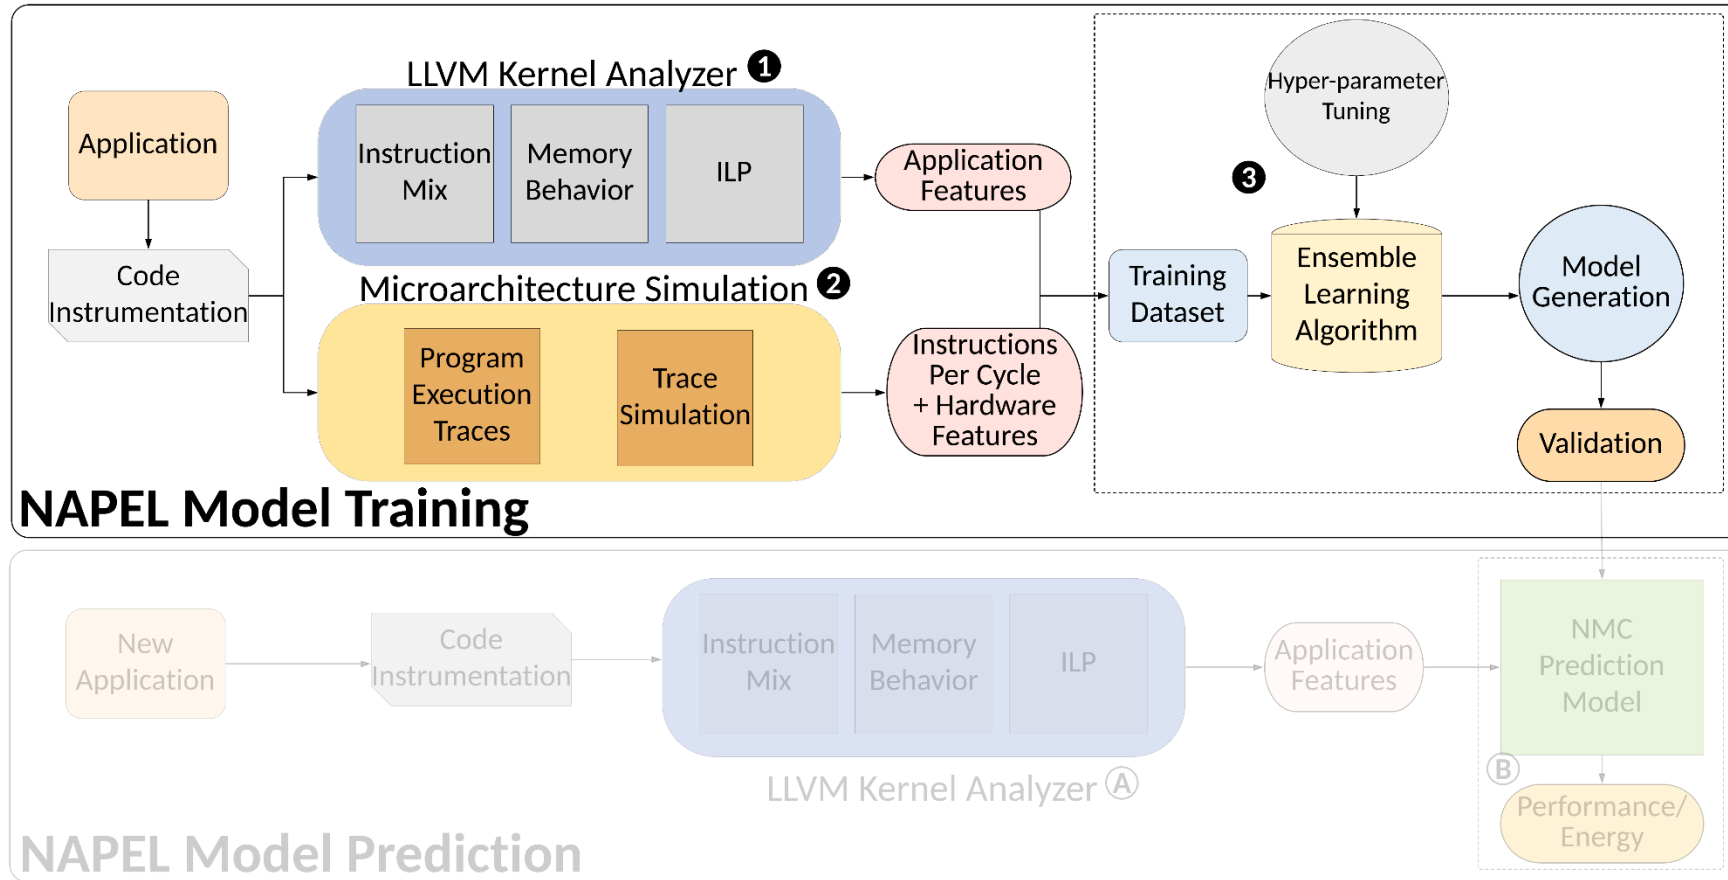 LLVM Kernel Analyzer ❶
Application
Instruction
Mix
Memory
Behavior
ILP
Application
Features
Code
Instrumentation
Microarchitecture Simulation ❷
Program
Execution
Traces
Trace
Simulation
Instructions
Per Cycle
+ Hardware
Features
❸
Hyper-parameter
Tuning
Training
Dataset
Ensemble
Learning
Algorithm
Model
Generation
Validation
NAPEL Model Training
New
Application
Code
Instrumentation
Instruction
Mix
Memory
Behavior
ILP
LLVM Kernel Analyzer Ⓐ
Application
Features
NMC
Prediction
Model
Ⓑ
Performance/
Energy
NAPEL Model Prediction